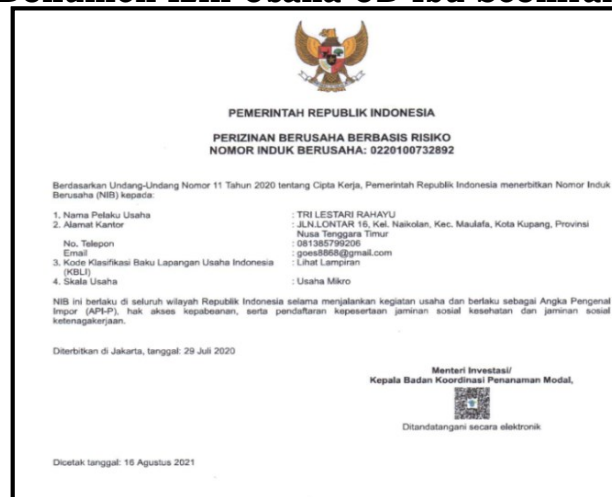 PEMERINTAH REPUBLIK INDONESIA
PERIZINAN BERUSAHA BERBASIS RISIKO
NOMOR INDUK BERUSAHA: 0220100732892
Berdasarkan Undang-Undang Nomor 11 Tahun 2020 tentang Cipta Kerja, Pemerintah Republik Indonesia menerbitkan Nomor Induk
Berusaha (NIB) kepada:
1. Nama Pelaku Usaha : TRI LESTARI RAHAYU
2. Alamat Kantor : JLN.LONTAR 16, Kel. Naikolan, Kec. Maulafa, Kota Kupang, Provinsi
Nusa Tenggara Timur
No. Telepon : 081385799206
Email : goes8868@gmail.com
3. Kode Klasifikasi Baku Lapangan Usaha Indonesia : Lihat Lampiran
(KBLI)
4. Skala Usaha : Usaha Mikro
NIB ini berlaku di seluruh wilayah Republik Indonesia selama menjalankan kegiatan usaha dan berlaku sebagai Angka Pengenal
Impor (API-P), hak akses kepabeanan, serta pendaftaran kepesertaan jaminan sosial kesehatan dan jaminan sosial
ketenagakerjaan.
Diterbitkan di Jakarta, tanggal: 29 Juli 2020
Menteri Investasi/
Kepala Badan Koordinasi Penanaman Modal,
Ditandatangani secara elektronik
Dicetak tanggal: 16 Agustus 2021